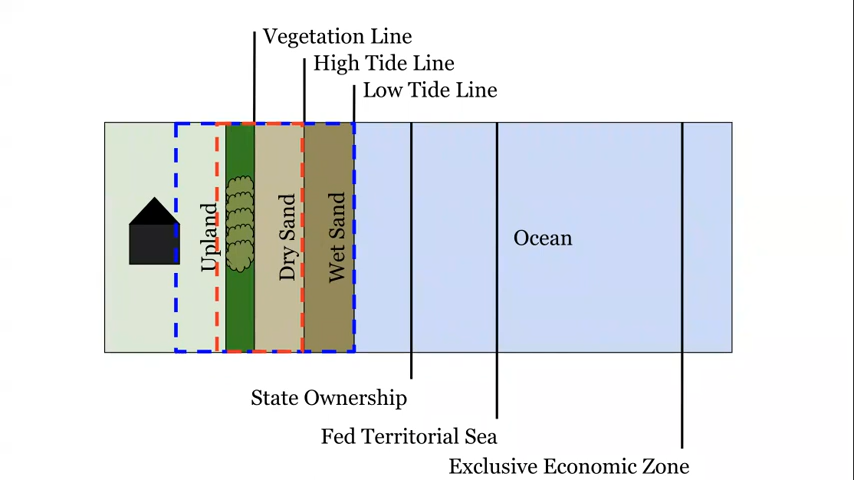 Vegetation Line
High Tide Line
Low Tide Line
Upland
Dry Sand
Wet Sand
Ocean
State Ownership
Fed Territorial Sea
Exclusive Economic Zone